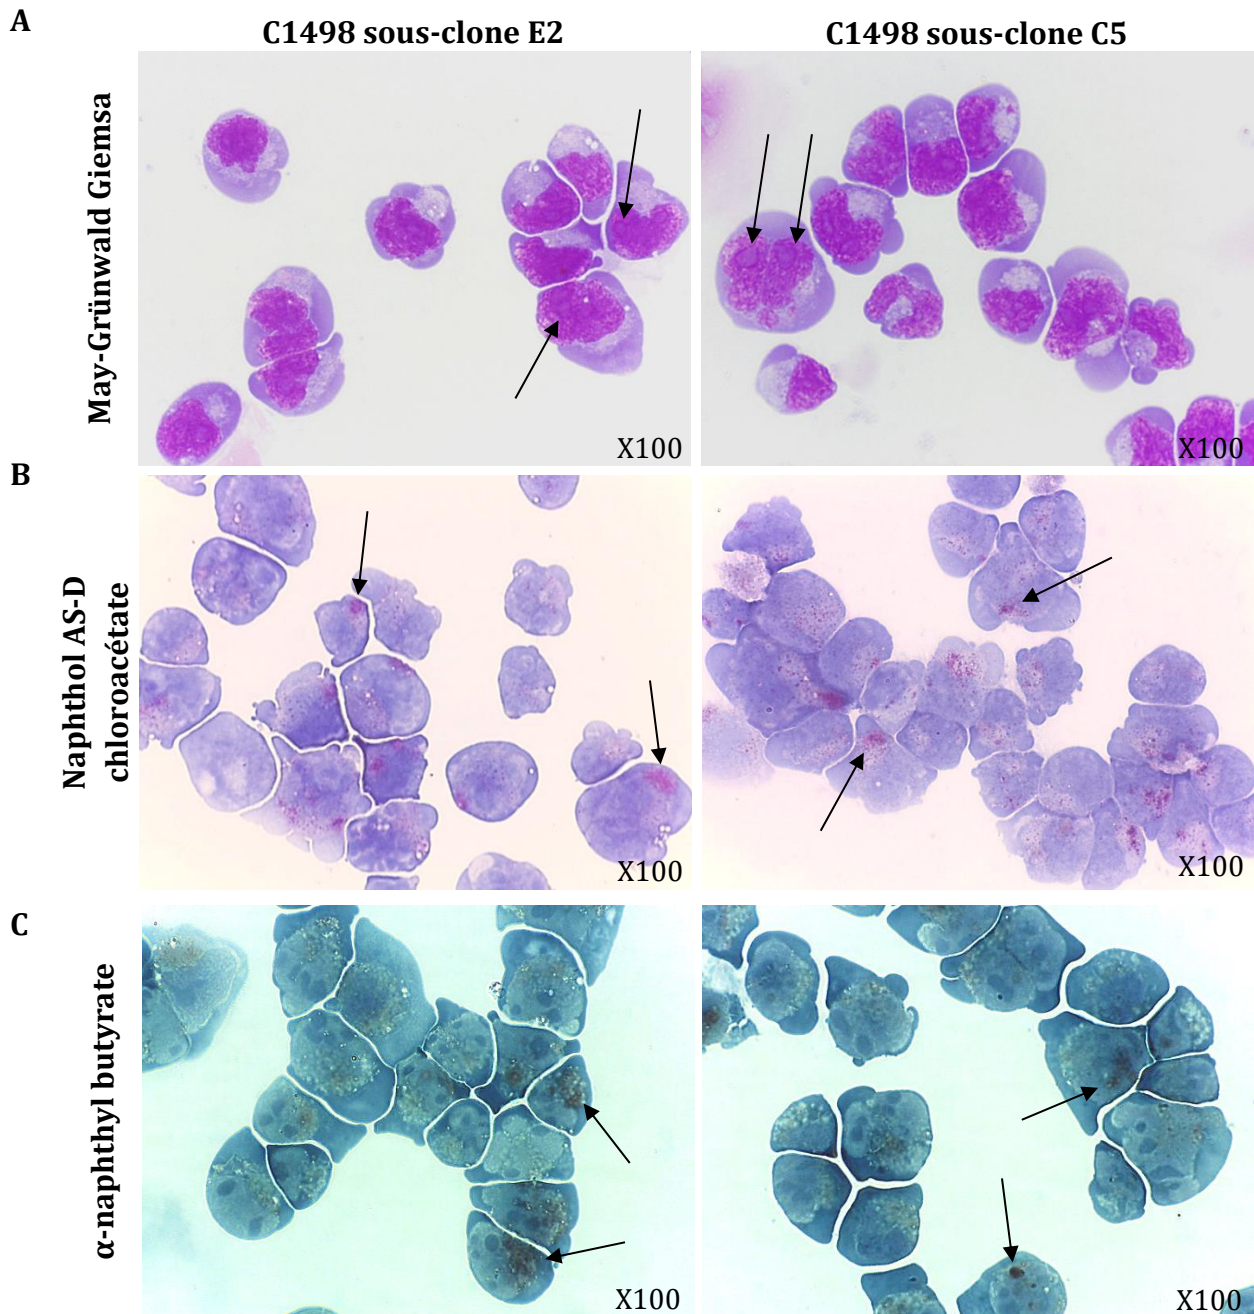 A
C1498 sous-clone E2
C1498 sous-clone C5
May-Grünwald Giemsa
X100
X100
B
Naphthol AS-D
chloroacétate
X100
X100
C
α-naphthyl butyrate
X100
X100